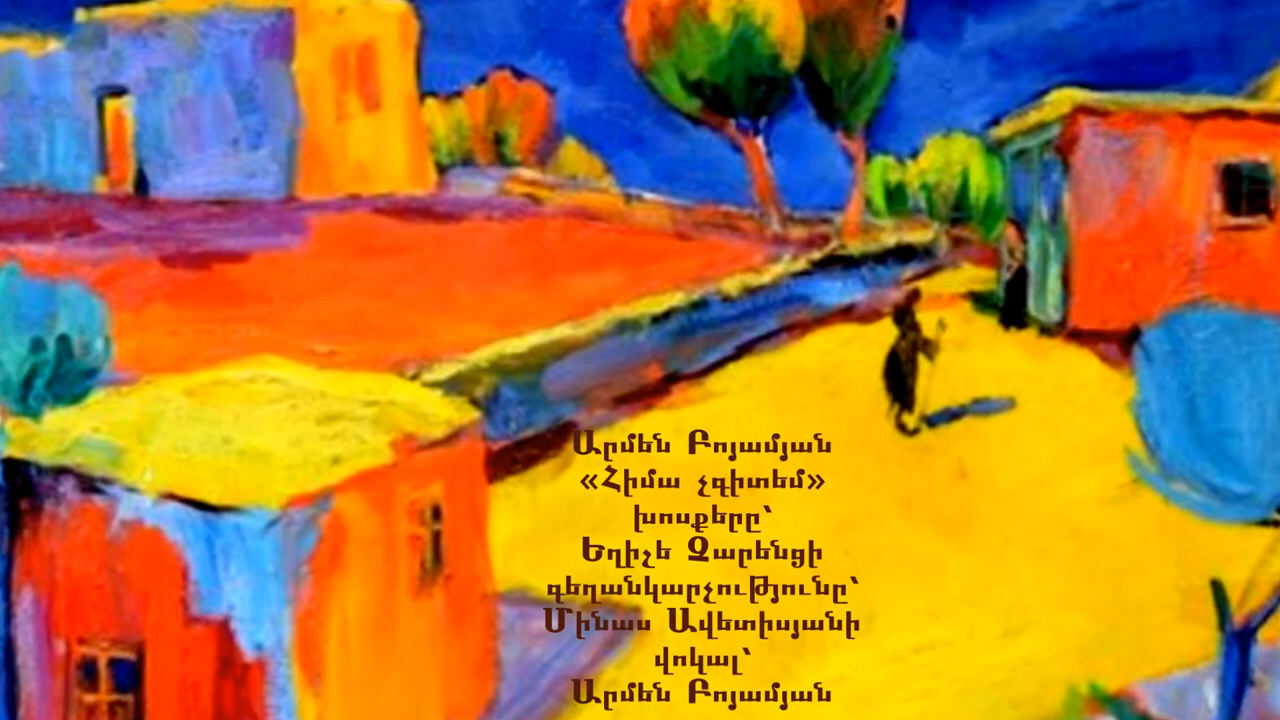 Արմեն Բոյամյան
«Հիմա չգիտեմ»
խոսքերը՝
Եղիշե Չարենցի
գեղանկարչությունը՝
Մինաս Ավետիսյանի
վոկալ՝
Արմեն Բոյամյան